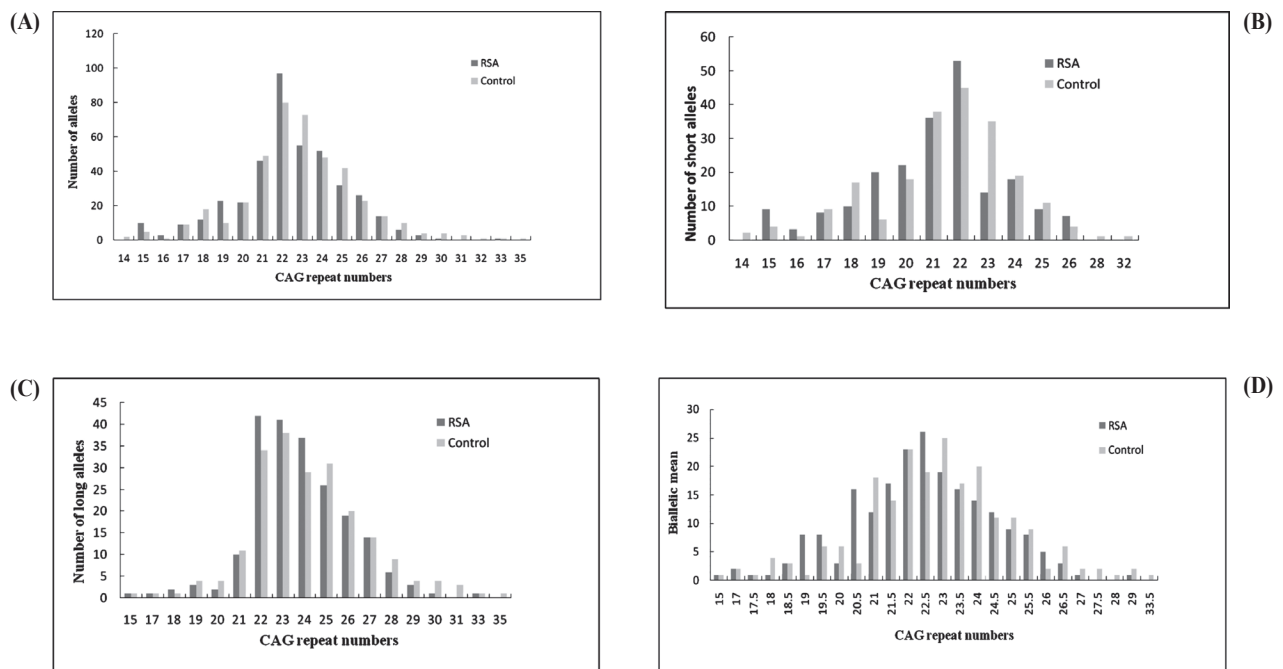 (A)
Number of alleles
120
100
80
60
40
20
0
RSA
Control
14 15 16 17 18 19 20 21 22 23 24 25 26 27 28 29 30 31 32 33 35
CAG repeat numbers
(B)
Number of short alleles
60
50
40
30
20
10
0
RSA
Control
14 15 16 17 18 19 20 21 22 23 24 25 26 28 32
CAG repeat numbers
(C)
Number of long alleles
45
40
35
30
25
20
15
10
5
0
RSA
Control
15 17 18 19 20 21 22 23 24 25 26 27 28 29 30 31 33 35
CAG repeat numbers
(D)
Biallelic mean
30
25
20
15
10
5
0
RSA
Control
15 17 17.5 18 18.5 19 19.5 20 20.5 21 21.5 22 22.5 23 23.5 24 24.5 25 25.5 26 26.5 27 27.5 28 29 33.5
CAG repeat numbers